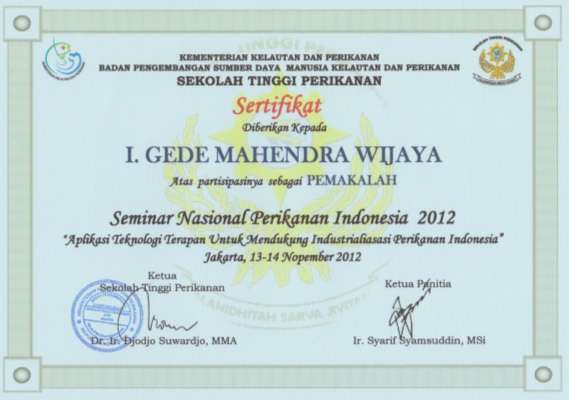 KEMENTERIAN KELAUTAN DAN PERIKANAN
BADAN PENGEMBANGAN SUMBER DAYA MANUSIA KELAUTAN DAN PERIKANAN
SEKOLAH TINGGI PERIKANAN
Sertifikat
Diberikan Kepada
I. GEDE MAHENDRA WIJAYA
Atas partisipasinya sebagai PEMAKALAH
Seminar Nasional Perikanan Indonesia 2012
"Aplikasi Teknologi Terapan Untuk Mendukung Industrialiasasi Perikanan Indonesia"
Jakarta, 13-14 Nopember 2012
Ketua
Sekolah Tinggi Perikanan
Dr. Ir. Djodjo Suwardjo, MMA
Ketua Panitia
Ir. Syarif Syamsuddin, MSi